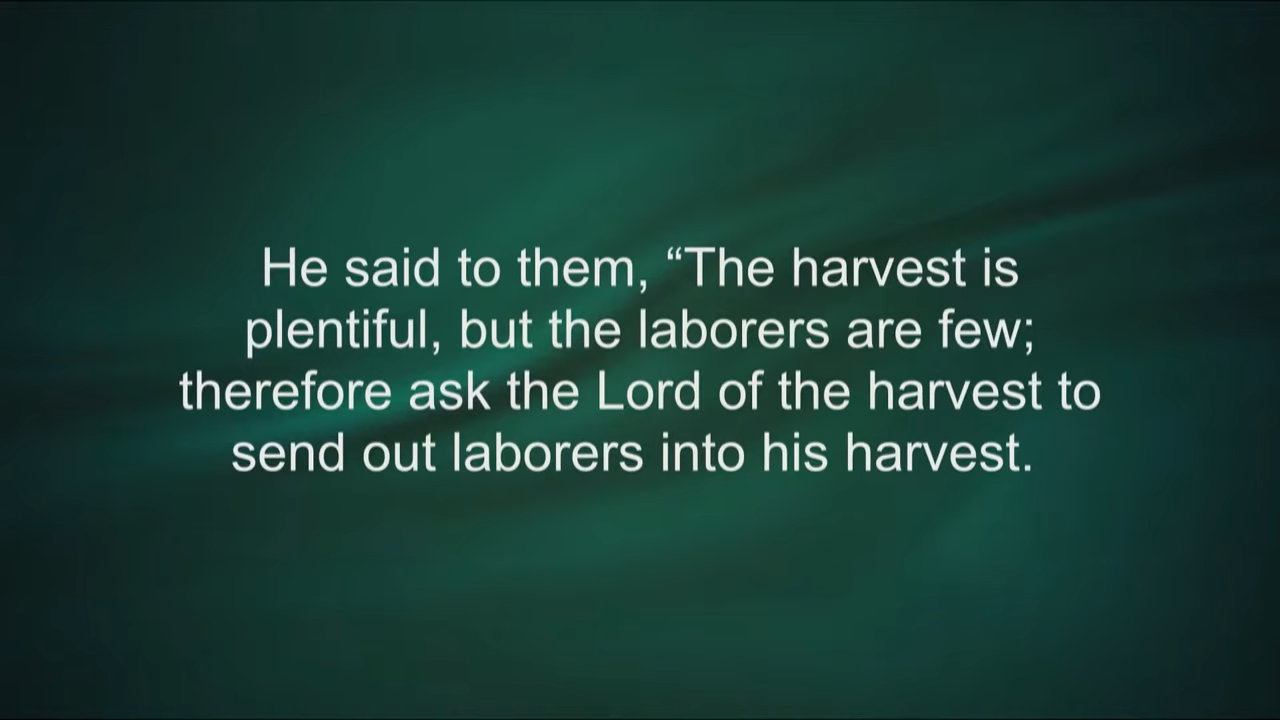 He said to them, “The harvest is
plentiful, but the laborers are few;
therefore ask the Lord of the harvest to
send out laborers into his harvest.